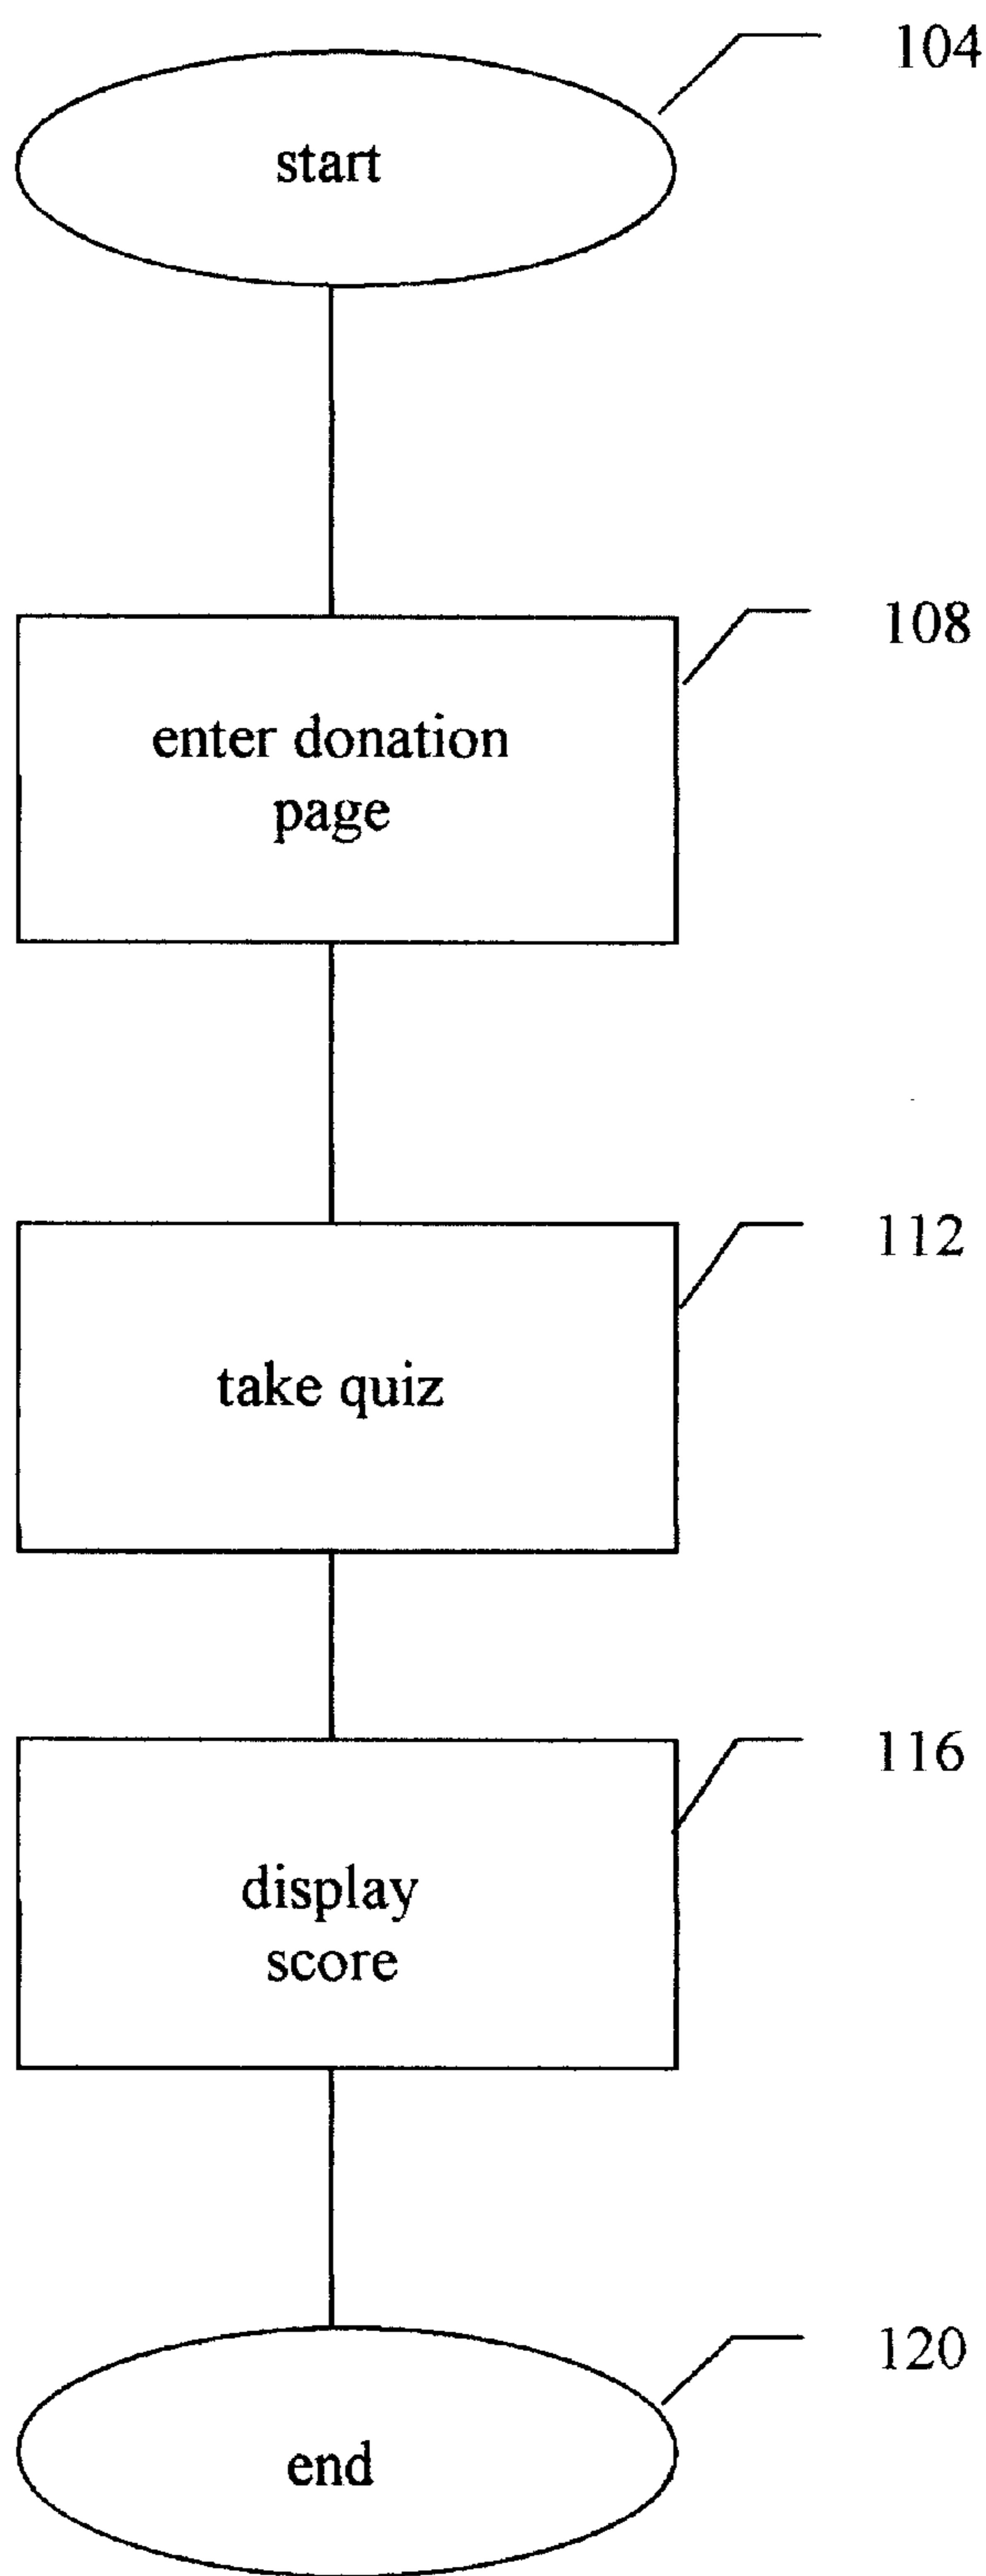 104
start
108
enter donation
page
112
take quiz
116
display
score
120
end